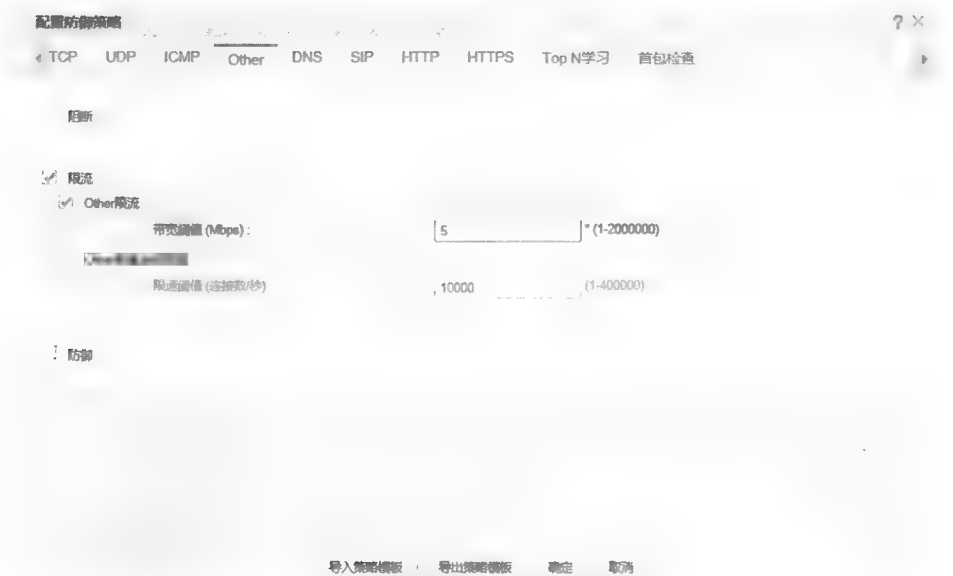 配置防御策略 ? ×
TCP UDP ICMP Other DNS SIP HTTP HTTPS Top N学习 首包检查
阻断
限流
Other限流
带宽阈值 (Mbps) : 5 * (1-2000000)
限速阈值 (连接数/秒) 10000 (1-400000)
防御
导入策略模板 导出策略模板 确定 取消